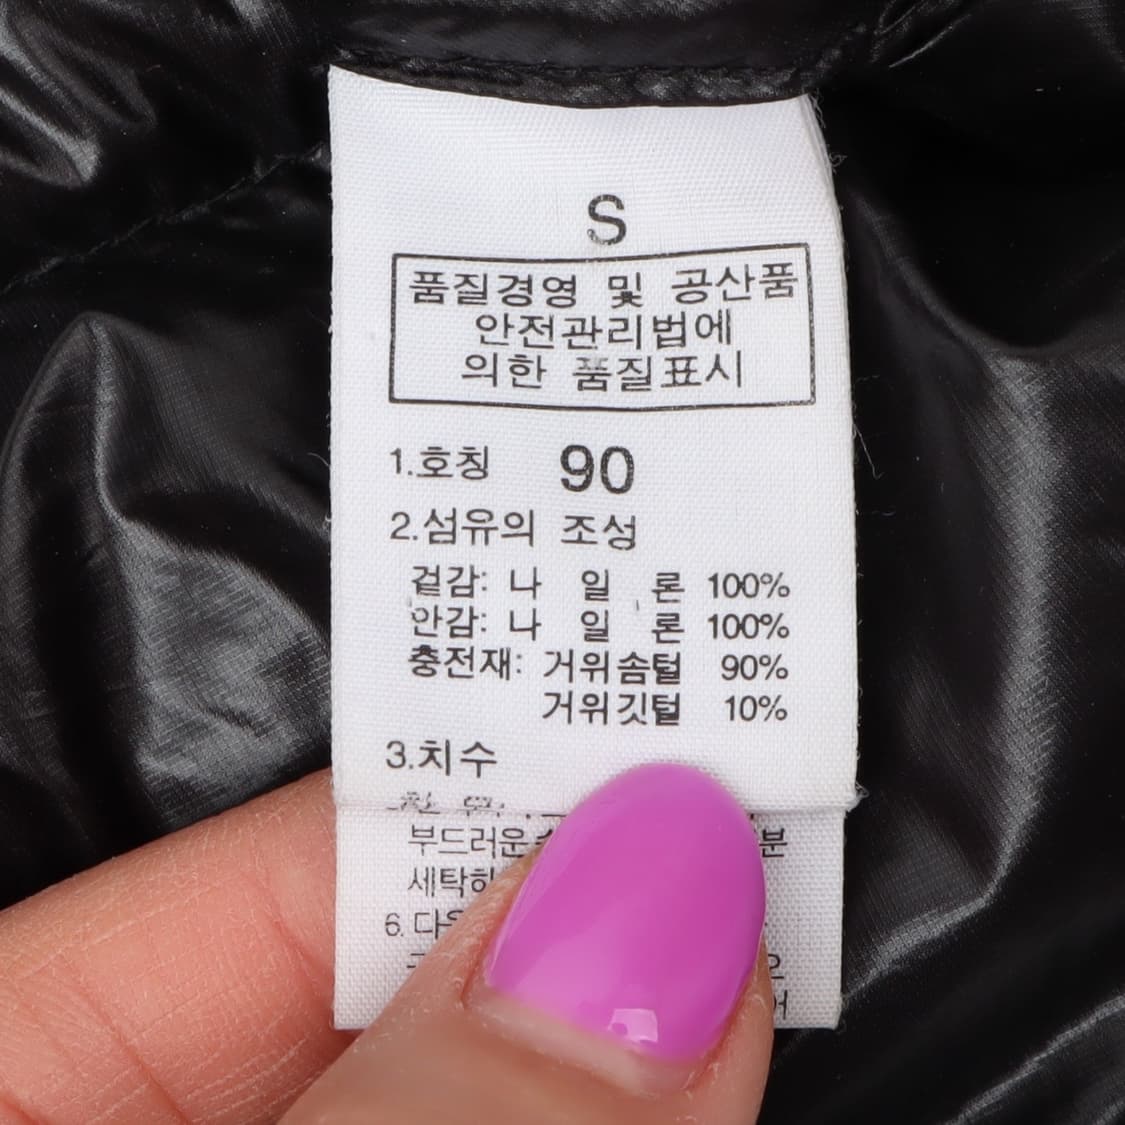 S
품질경영 및 공산품
안전관리법에
의한 품질표시
1.호칭 90
2.섬유의 조성
겉감: 나 일 론 100%
안감: 나 일 론 100%
충전재: 거위솜털 90%
거위깃털 10%
3.치수
부드러운
세탁하
6.